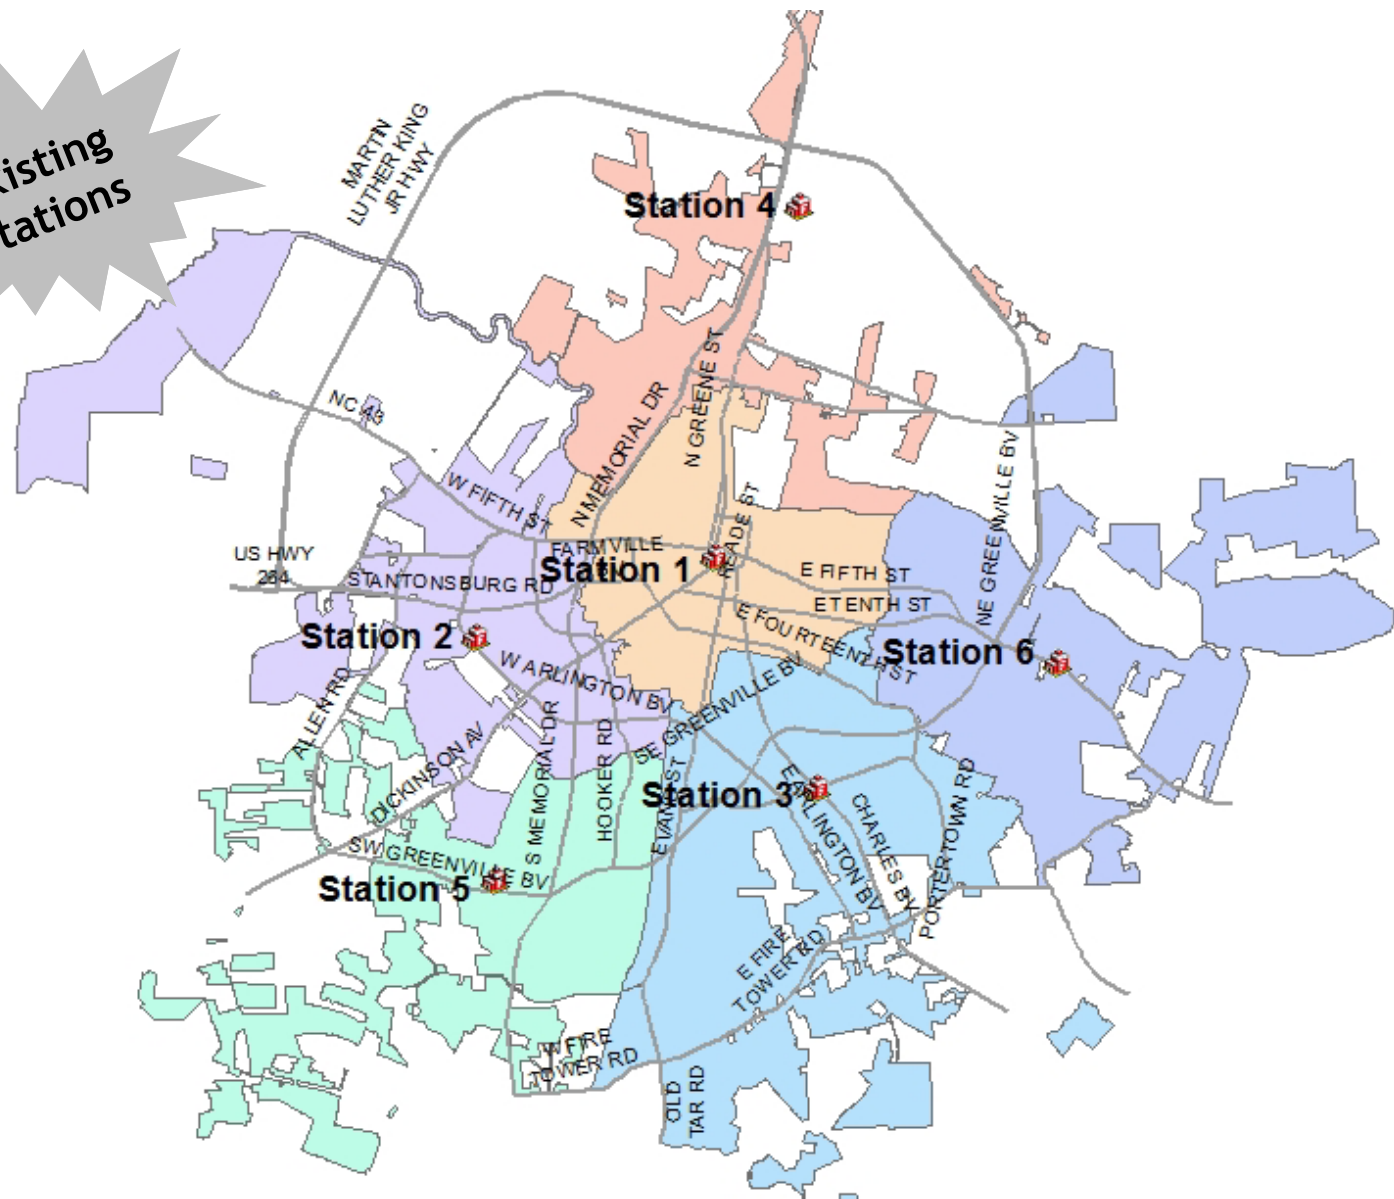 isting
tations
MARTIN
LUTHER KING
JR HWY
Station 4
NC 43
N GREENE ST
N MEMORIAL DR
W FIFTH ST
NE GREENVILLE BV
READE ST
US HWY
264
FARMVILLE
Station 1
STANTONSBURG RD
E FIFTH ST
E TENTH ST
E FOURTEENTH ST
Station 2
Station 6
W ARLINGTON BV
SE GREENVILLE BV
ALLEN RD
DICKINSON AV
S MEMORIAL DR
HOOKER RD
EVANS ST
Station 3
E ARLINGTON BV
CHARLES BV
PORTERTOWN RD
SW GREENVILLE BV
Station 5
E FIRE
TOWER RD
W FIRE
TOWER RD
OLD
TAR RD